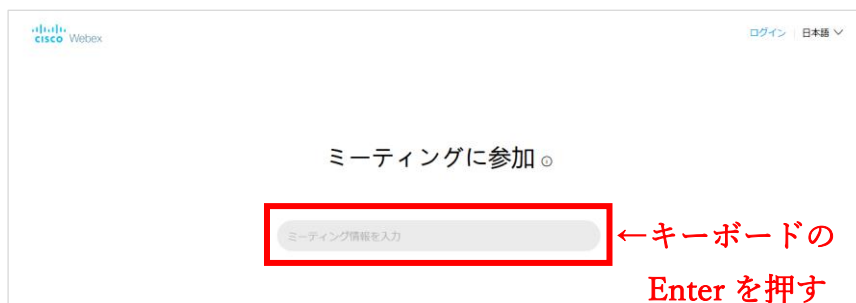 CISCO Webex
ログイン 日本語
ミーティングに参加
ミーティング情報を入力
←キーボードの
Enter を押す